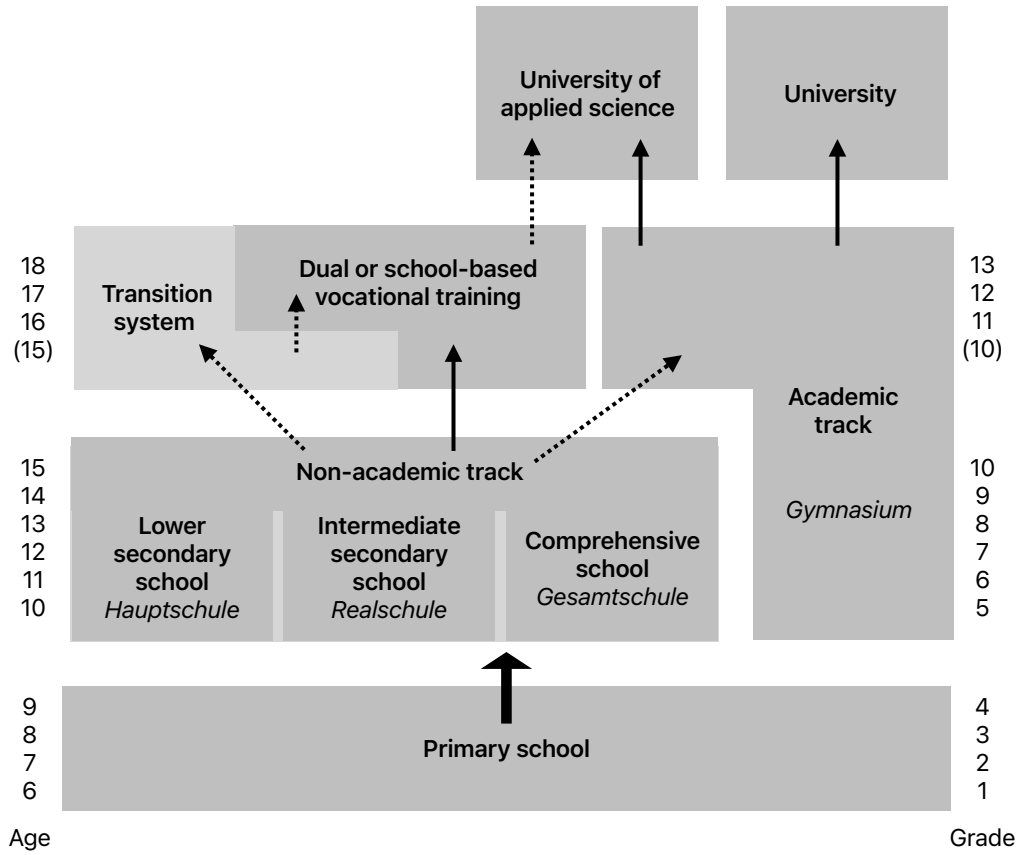 University of
applied science
University
18
17
16
(15)
Transition
system
Dual or school-based
vocational training
13
12
11
(10)
Academic
track
Gymnasium
15
14
13
12
11
10
Non-academic track
Lower
secondary
school
Hauptschule
Intermediate
secondary
school
Realschule
Comprehensive
school
Gesamtschule
10
9
8
7
6
5
9
8
7
6
Primary school
4
3
2
1
Age
Grade